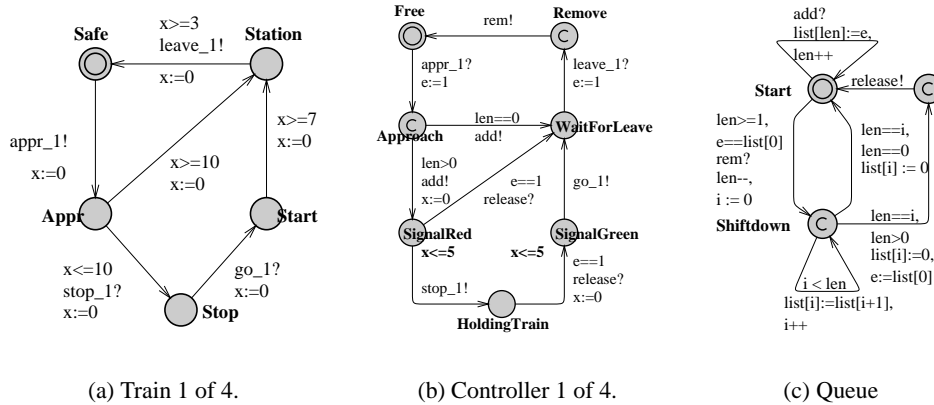 Safe
x>=3
leave_1!
x:=0
Station
appr_1!
x:=0
x>=10
x:=0
x>=7
x:=0
Appr
Start
x<=10
stop_1?
x:=0
go_1?
x:=0
Stop
(a) Train 1 of 4.
Free
rem!
Remove
C
appr_1?
e:=1
leave_1?
e:=1
C
Approach
len==0
add!
WaitForLeave
len>0
add!
x:=0
e==1
release?
go_1!
SignalRed
x<=5
SignalGreen
x<=5
stop_1!
e==1
release?
x:=0
HoldingTrain
(b) Controller 1 of 4.
add?
list[len]:=e,
len++
Start
release!
C
len>=1,
e==list[0]
rem?
len--,
i := 0
len==i,
len==0
list[i] := 0
Shiftdown
C
len==i,
len>0
list[i]:=0,
e:=list[0]
i < len
list[i]:=list[i+1],
i++
(c) Queue